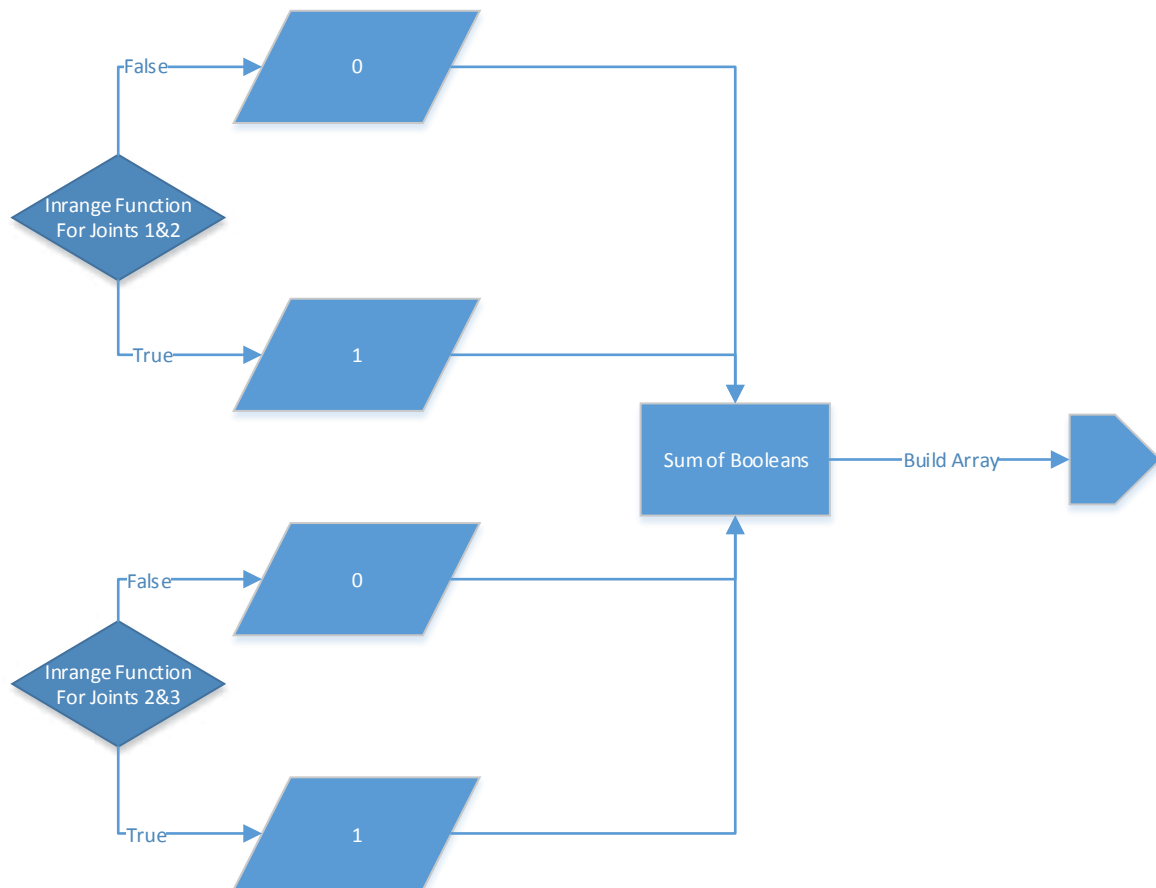 False
0
Inrange Function
For Joints 1&2
True
1
Sum of Booleans
Build Array
False
0
Inrange Function
For Joints 2&3
True
1